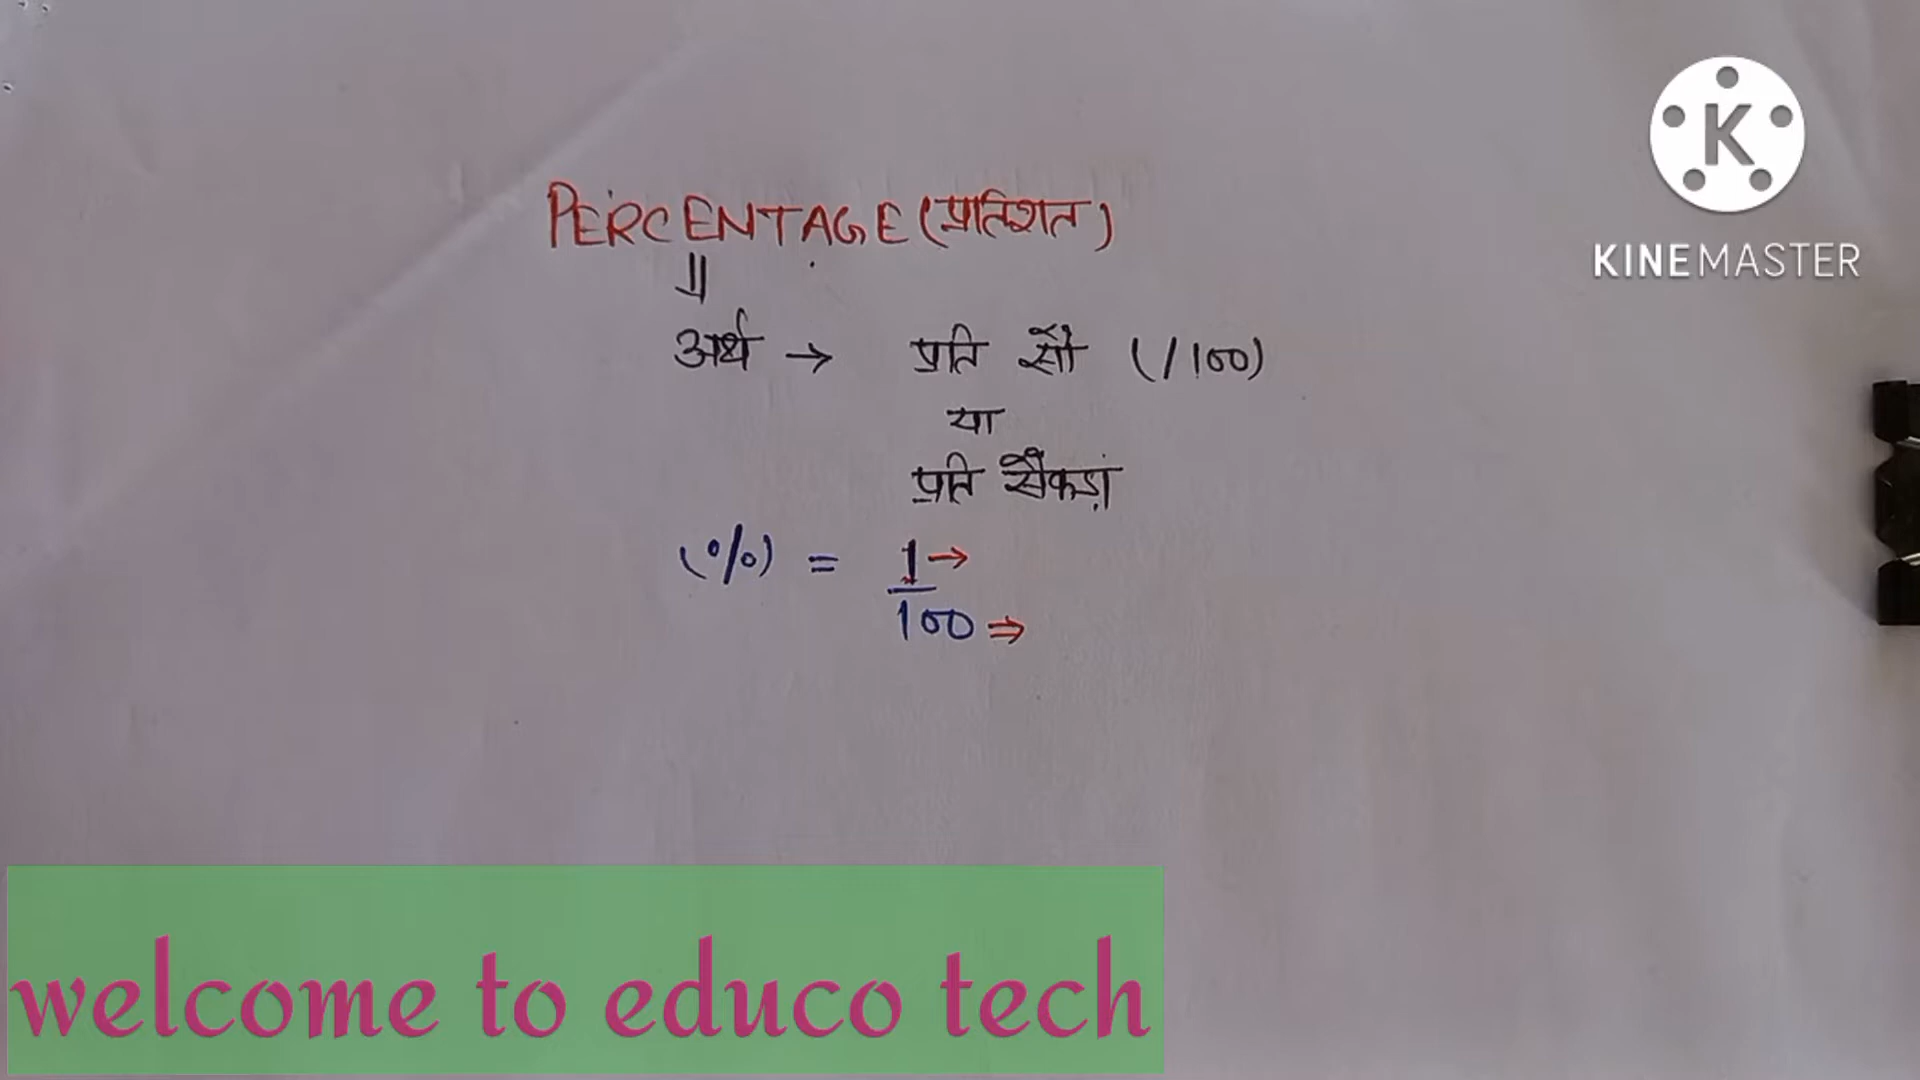 PERCENTAGE (प्रतिशत)
अर्थ → प्रति सौ (/100)
या
प्रति सैंकड़ा
(%) = 1 →
100 ⇒
K
KINEMASTER
welcome to educo tech